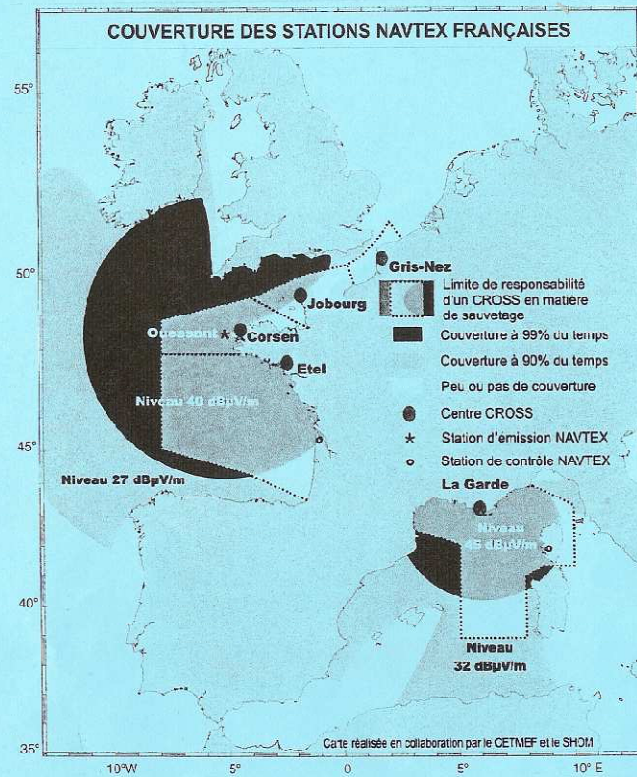 COUVERTURE DES STATIONS NAVTEX FRANÇAISES
55°
50°
45°
40°
35°
10°W
5°
0
5°
10° E
Gris-Nez
Jobourg
Ouessant
Corsen
Etel
Niveau 40 dBµV/m
Niveau 27 dBµV/m
Limite de responsabilité
d'un CROSS en matière
de sauvetage
Couverture à 99% du temps
Couverture à 90% du temps
Peu ou pas de couverture
Centre CROSS
Station d'émission NAVTEX
Station de contrôle NAVTEX
La Garde
Niveau
45 dBµV/m
Niveau
32 dBµV/m
Carte réalisée en collaboration par le CETMEF et le SHOM